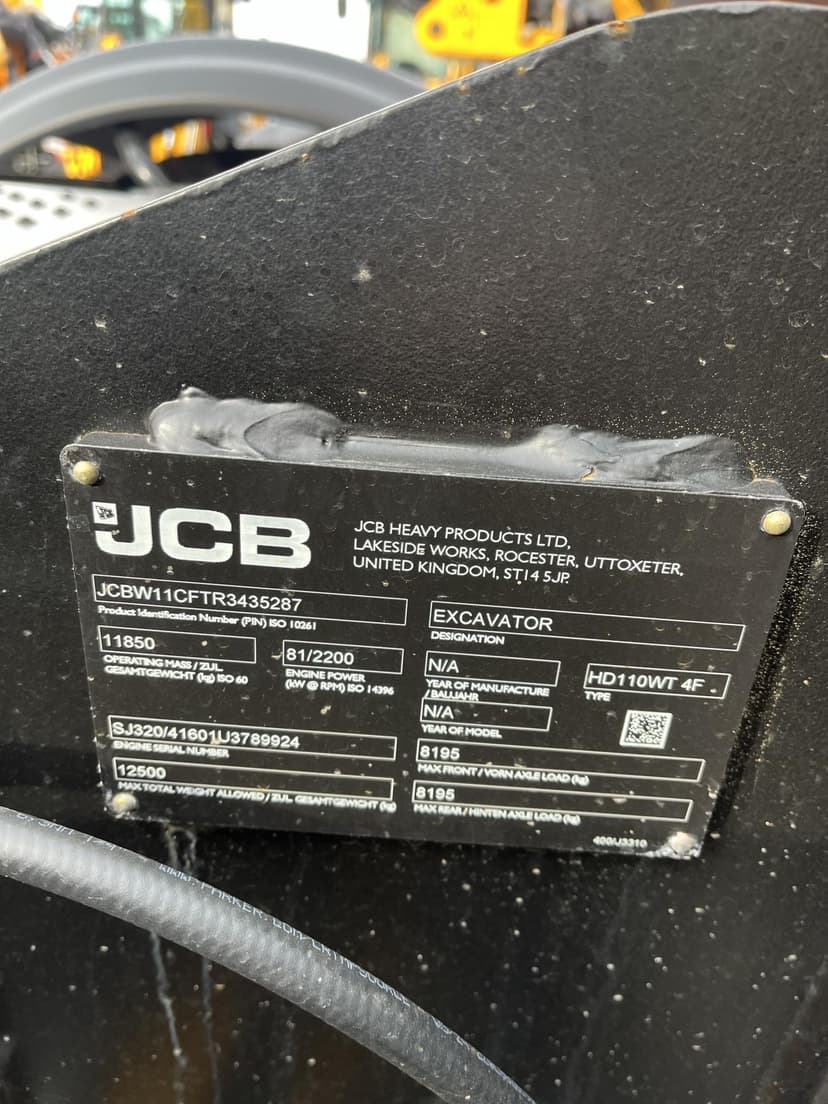 JCB
JCB HEAVY PRODUCTS LTD,
LAKESIDE WORKS, ROCESTER, UTTOXETER,
UNITED KINGDOM, ST14 5JP.
JCBW11CFTR3435287
Product Identification Number (PIN) ISO 10261
EXCAVATOR
DESIGNATION
11850
OPERATING MASS / ZUL.
GESAMTGEWICHT (kg) ISO 60
81/2200
ENGINE POWER
(kW @ RPM) ISO 14396
N/A
YEAR OF MANUFACTURE
/ BAUJAHR
HD110WT 4F
TYPE
N/A
YEAR OF MODEL
SJ320/41601U3789924
ENGINE SERIAL NUMBER
8195
MAX FRONT / VORN AXLE LOAD (kg)
12500
MAX TOTAL WEIGHT ALLOWED / ZUL. GESAMTGEWICHT (kg)
8195
MAX REAR / HINTEN AXLE LOAD (kg)
400/U3310
WWW.PARKER.COM